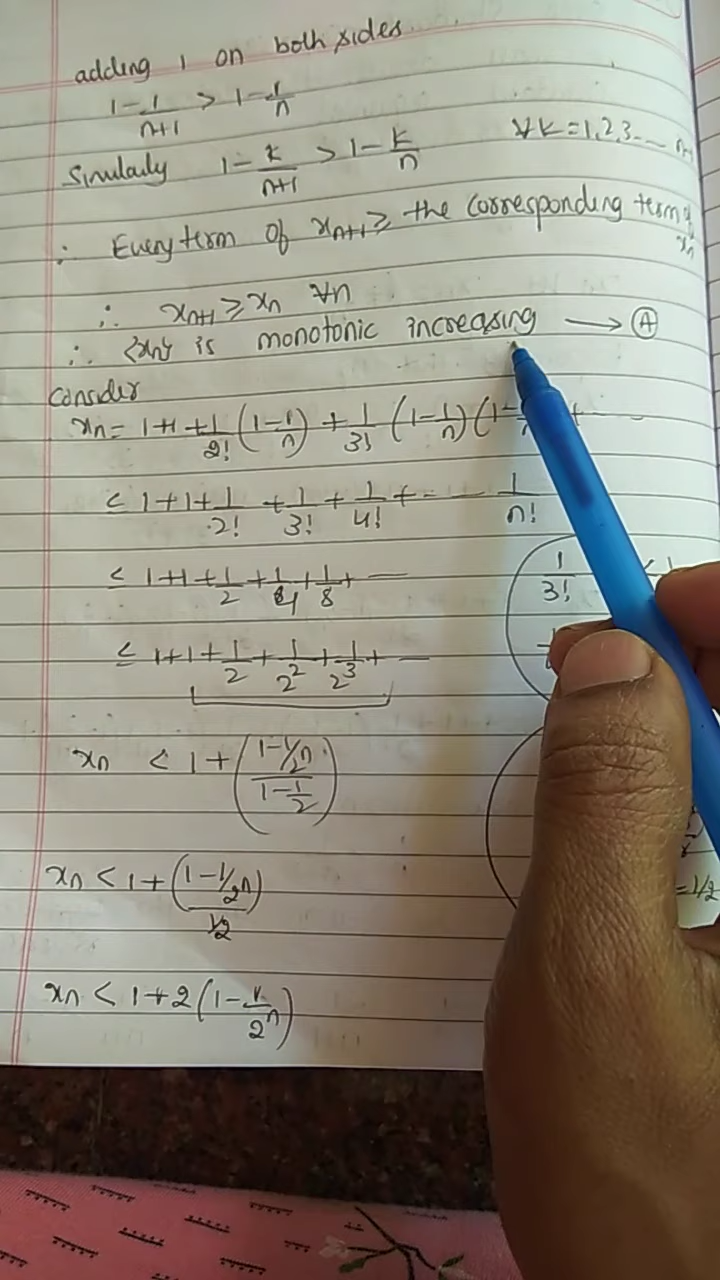 adding 1 on both sides
1-1/n+1 > 1-1/n
Similarly 1-k/n+1 > 1-k/n ∀ k=1,2,3---
∴ Every term of xn+1 ≥ the corresponding term of xn
∴ xn+1 ≥ xn ∀n
∴ {xn} is monotonic increasing → Ⓐ
Consider
xn = 1+1+1/2!(1-1/n)+1/3!(1-1/n)(1-
≤ 1+1+1/2!+1/3!+1/4!+--- 1/n!
≤ 1+1+1/2+1/4+1/8+---
≤ 1+1+1/2+1/2²+1/2³+---
xn < 1+((1-1/2n)/(1-1/2))
xn < 1+((1-1/2n)/(1/2))
xn < 1+2(1-1/2ⁿ)
1/3!
=1/2